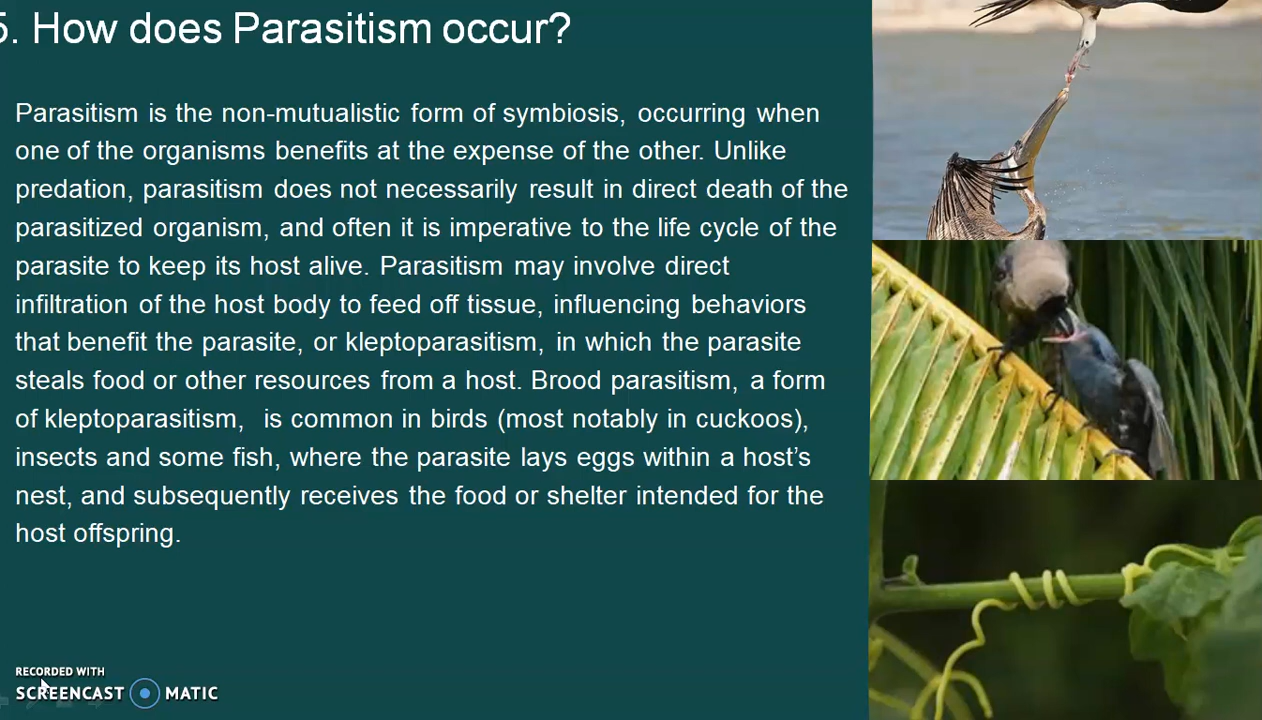 5. How does Parasitism occur?
Parasitism is the non-mutualistic form of symbiosis, occurring when
one of the organisms benefits at the expense of the other. Unlike
predation, parasitism does not necessarily result in direct death of the
parasitized organism, and often it is imperative to the life cycle of the
parasite to keep its host alive. Parasitism may involve direct
infiltration of the host body to feed off tissue, influencing behaviors
that benefit the parasite, or kleptoparasitism, in which the parasite
steals food or other resources from a host. Brood parasitism, a form
of kleptoparasitism,  is common in birds (most notably in cuckoos),
insects and some fish, where the parasite lays eggs within a host’s
nest, and subsequently receives the food or shelter intended for the
host offspring.
RECORDED WITH
SCREENCAST MATIC